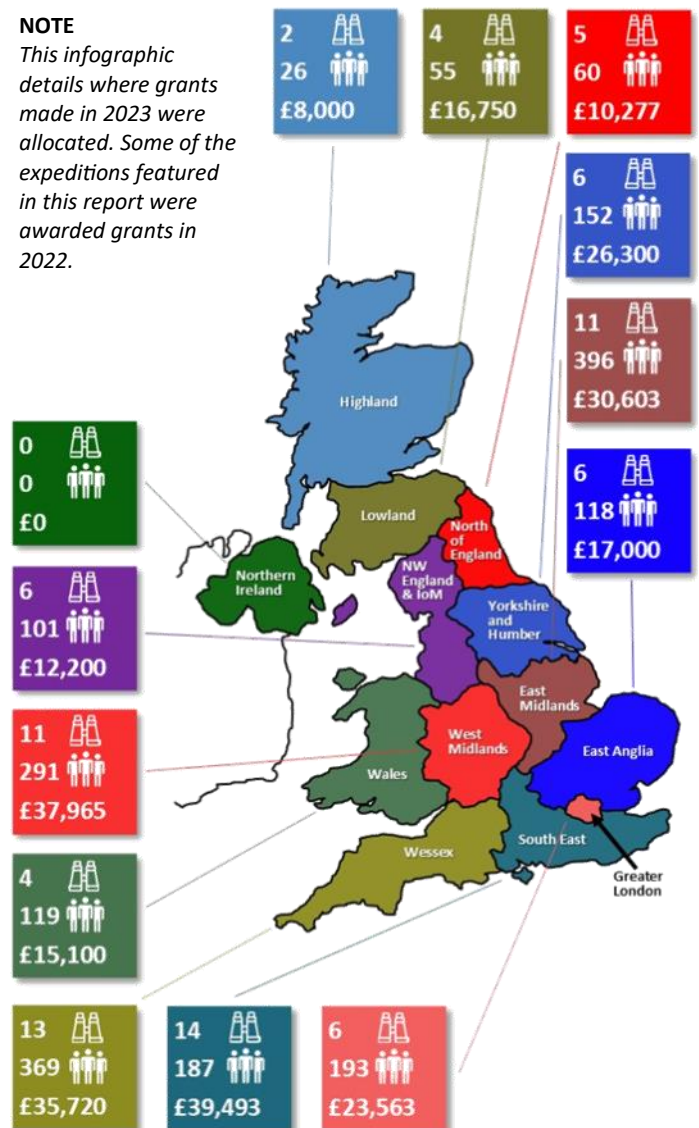 NOTE
This infographic
details where grants
made in 2023 were
allocated. Some of the
expeditions featured
in this report were
awarded grants in
2022.
2
26
£8,000
4
55
£16,750
5
60
£10,277
6
152
£26,300
11
396
£30,603
6
118
£17,000
0
0
£0
6
101
£12,200
11
291
£37,965
4
119
£15,100
13
369
£35,720
14
187
£39,493
6
193
£23,563
Highland
Lowland
North
of
England
NW
England
& IoM
Northern
Ireland
Yorkshire
and
Humber
East
Midlands
West
Midlands
East Anglia
Wales
South East
Wessex
Greater
London